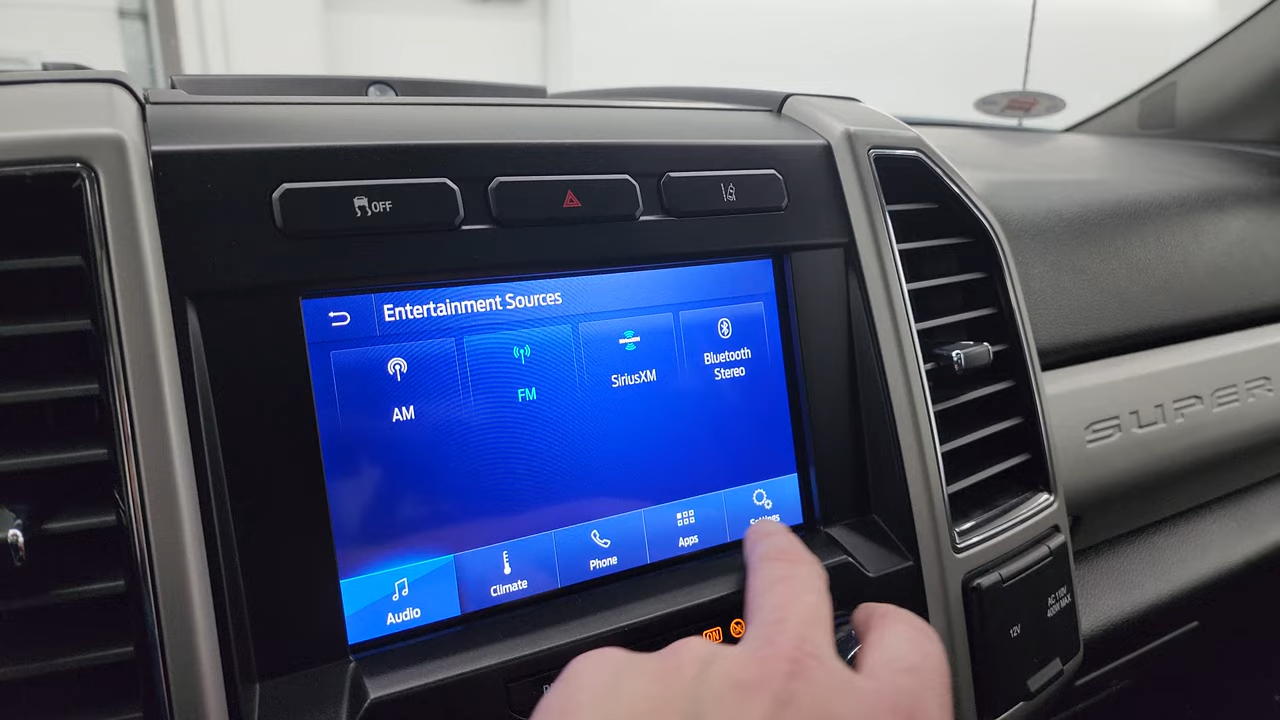 OFF
Entertainment Sources
AM
FM
SiriusXM
Bluetooth
Stereo
Audio
Climate
Phone
Apps
Settings
ON
12V
AC 110V
400W MAX
SUPER